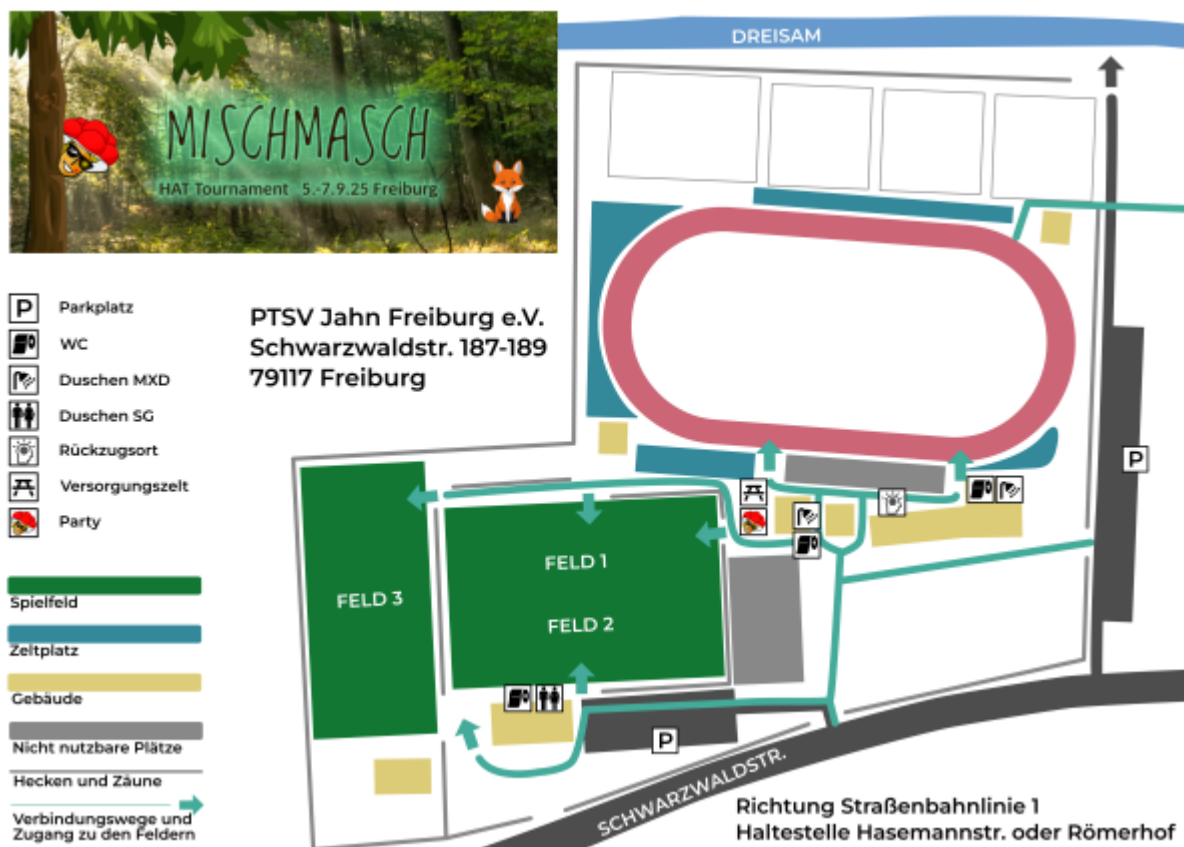 MISCHMASCH
HAT Tournament 5.-7.9.25 Freiburg
DREISAM
P Parkplatz
WC
Duschen MXD
Duschen SG
Rückzugsort
Versorgungszelt
Party
PTSV Jahn Freiburg e.V.
Schwarzwaldstr. 187-189
79117 Freiburg
Spielfeld
Zeltplatz
Gebäude
Nicht nutzbare Plätze
Hecken und Zäune
Verbindungswege und
Zugang zu den Feldern
P
FELD 1
FELD 3
FELD 2
P
SCHWARZWALDSTR.
Richtung Straßenbahnlinie 1
Haltestelle Hasemannstr. oder Römerhof